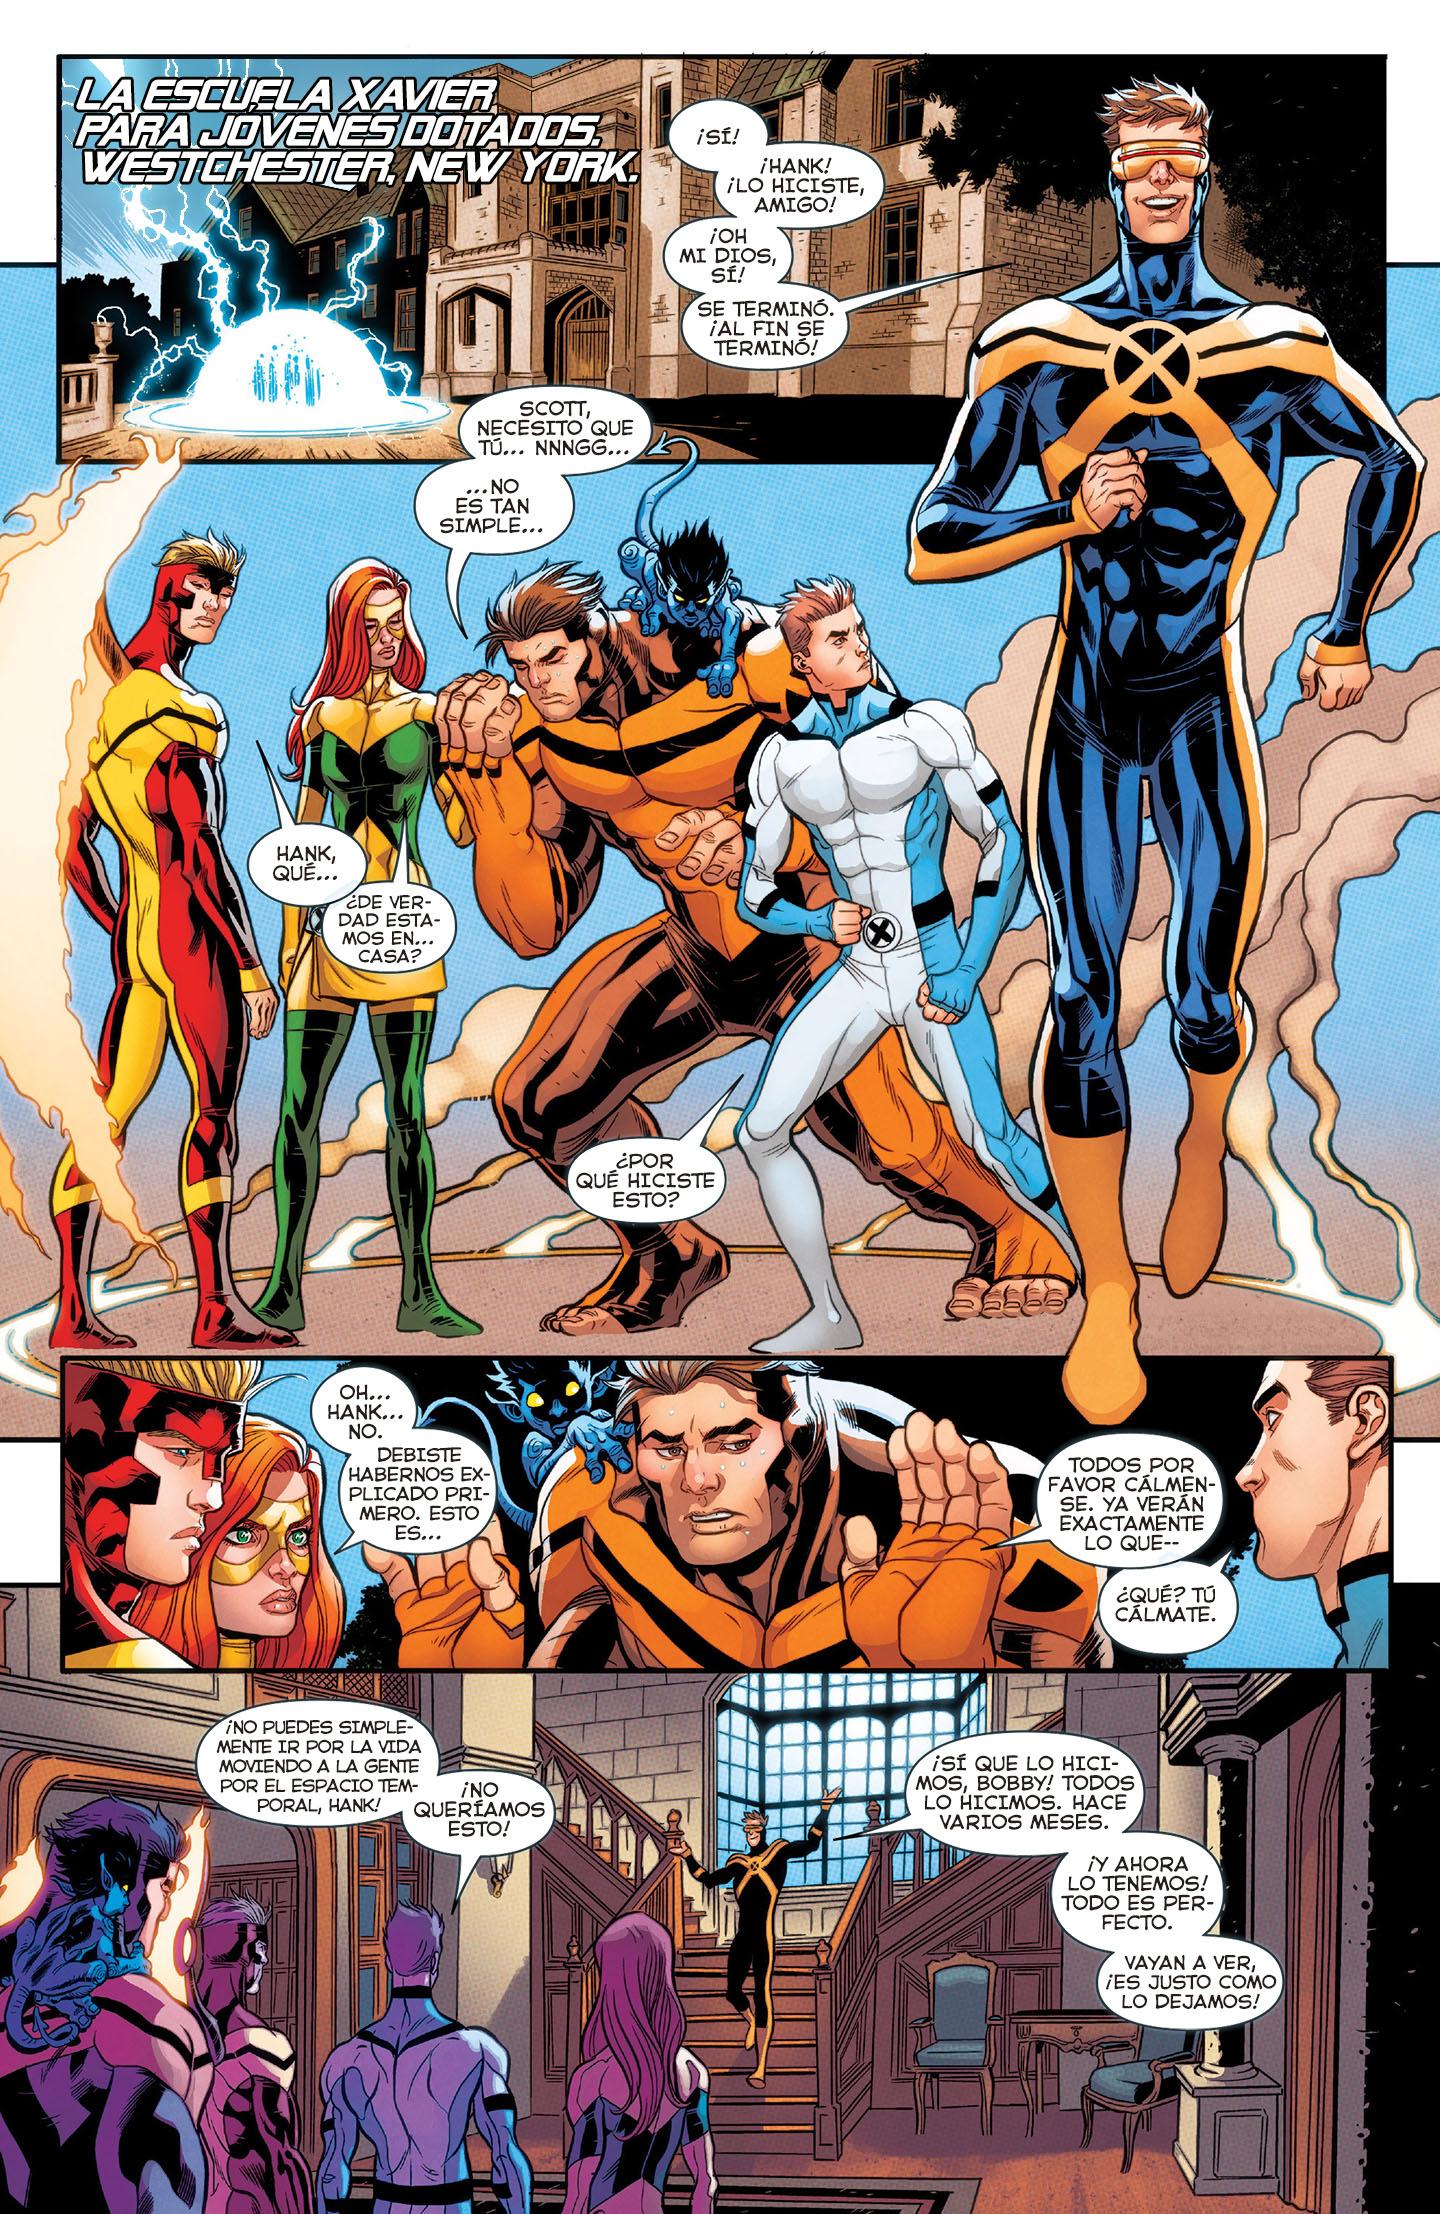 LA ESCUELA XAVIER
PARA JÓVENES DOTADOS.
WESTCHESTER, NEW YORK.
¡SÍ!
¡HANK!
¡LO HICISTE,
AMIGO!
¡OH
MI DIOS,
SÍ!
SE TERMINÓ.
¡AL FIN SE
TERMINÓ!
SCOTT,
NECESITO QUE
TÚ... NNNGG...
...NO
ES TAN
SIMPLE...
HANK,
QUÉ...
¿DE VER-
DAD ESTA-
MOS EN...
CASA?
¿POR
QUÉ HICISTE
ESTO?
OH...
HANK...
NO.
DEBISTE
HABERNOS EX-
PLICADO PRI-
MERO. ESTO
ES...
TODOS POR
FAVOR CÁLMEN-
SE. YA VERÁN
EXACTAMENTE
LO QUE--
¿QUÉ? TÚ
CÁLMATE.
¡NO PUEDES SIMPLE-
MENTE IR POR LA VIDA
MOVIENDO A LA GENTE
POR EL ESPACIO TEM-
PORAL, HANK!
¡NO
QUERÍAMOS
ESTO!
¡SÍ QUE LO HICI-
MOS, BOBBY! TODOS
LO HICIMOS. HACE
VARIOS MESES.
¡Y AHORA
LO TENEMOS!
TODO ES PER-
FECTO.
VAYAN A VER,
¡ES JUSTO COMO
LO DEJAMOS!